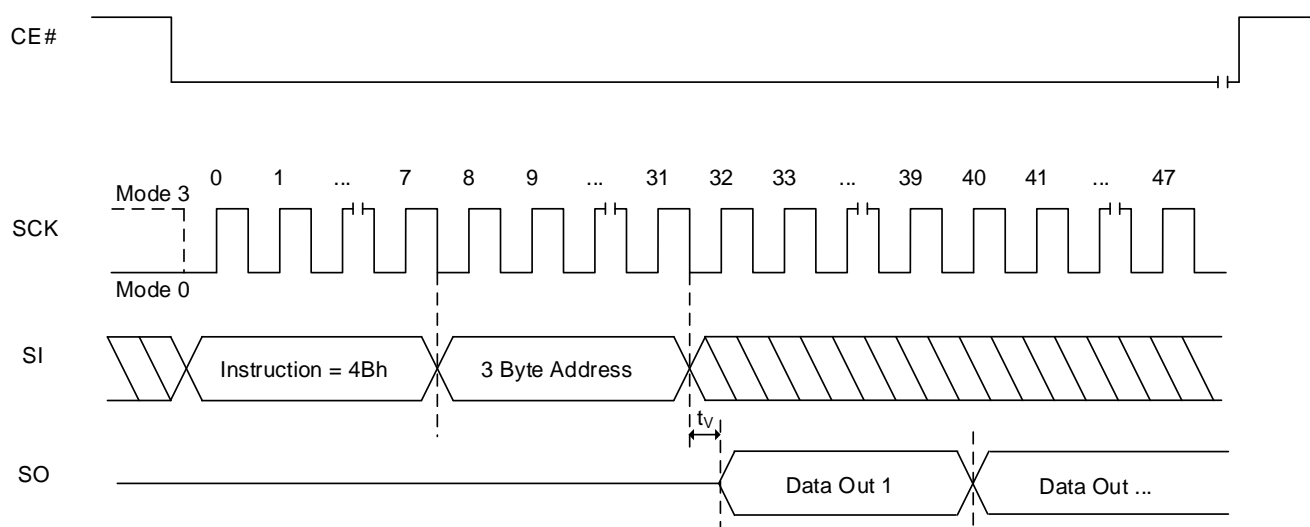 CE#
0 1 ... 7 8 9 ... 31 32 33 ... 39 40 41 ... 47
Mode 3
SCK
Mode 0
SI
Instruction = 4Bh
3 Byte Address
tV
SO
Data Out 1
Data Out ...